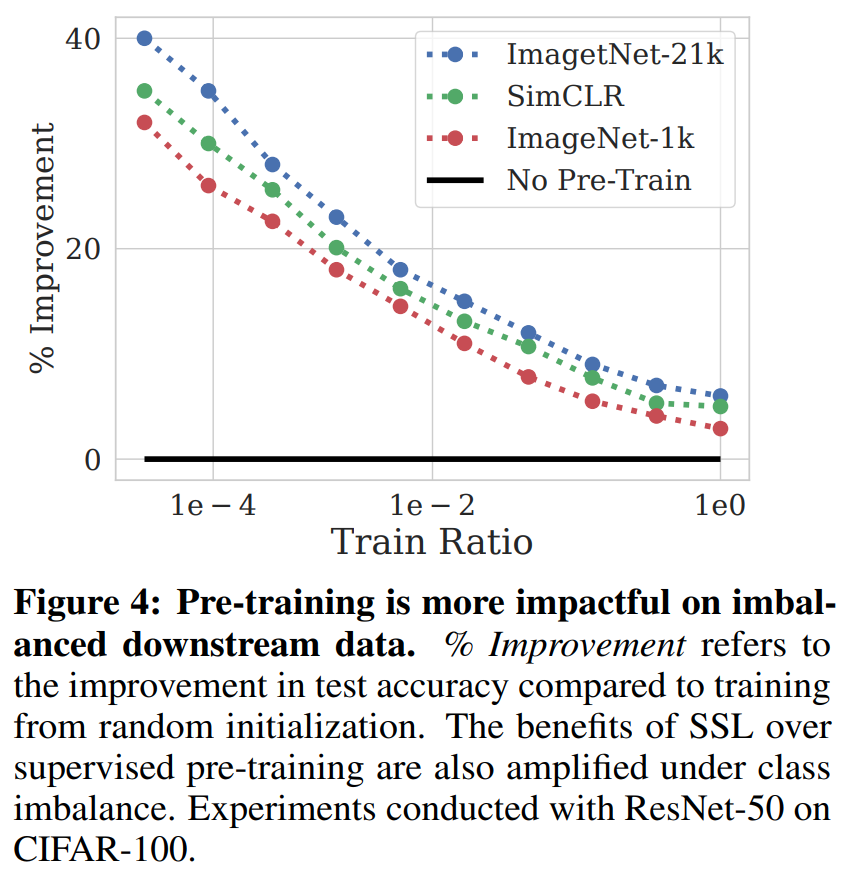 40
20
0
% Improvement
ImagetNet-21k
SimCLR
ImageNet-1k
No Pre-Train
1e − 4
1e − 2
1e0
Train Ratio
Figure 4: Pre-training is more impactful on imbal-
anced downstream data. % Improvement refers to
the improvement in test accuracy compared to training
from random initialization. The benefits of SSL over
supervised pre-training are also amplified under class
imbalance. Experiments conducted with ResNet-50 on
CIFAR-100.